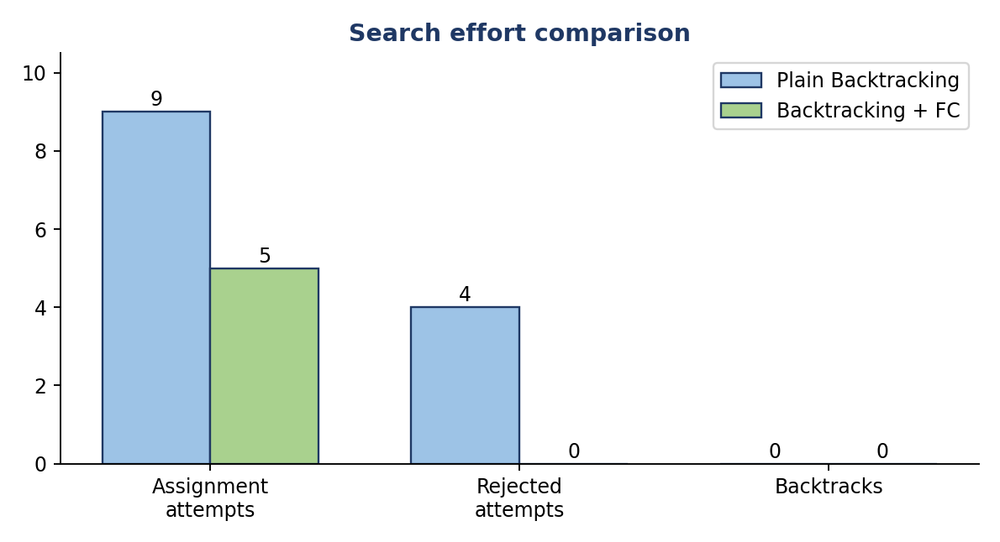 Search effort comparison
Plain Backtracking
Backtracking + FC
10
8
6
4
2
0
9
5
4
0
0
0
Assignment
attempts
Rejected
attempts
Backtracks